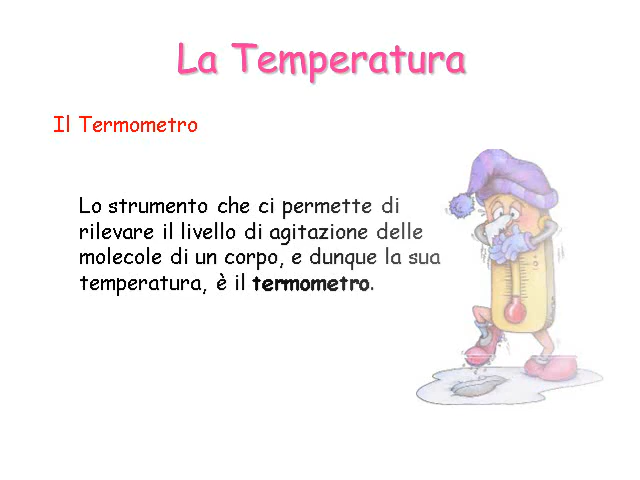 La Temperatura
Il Termometro
Lo strumento che ci permette di
rilevare il livello di agitazione delle
molecole di un corpo, e dunque la sua
temperatura, è il termometro.